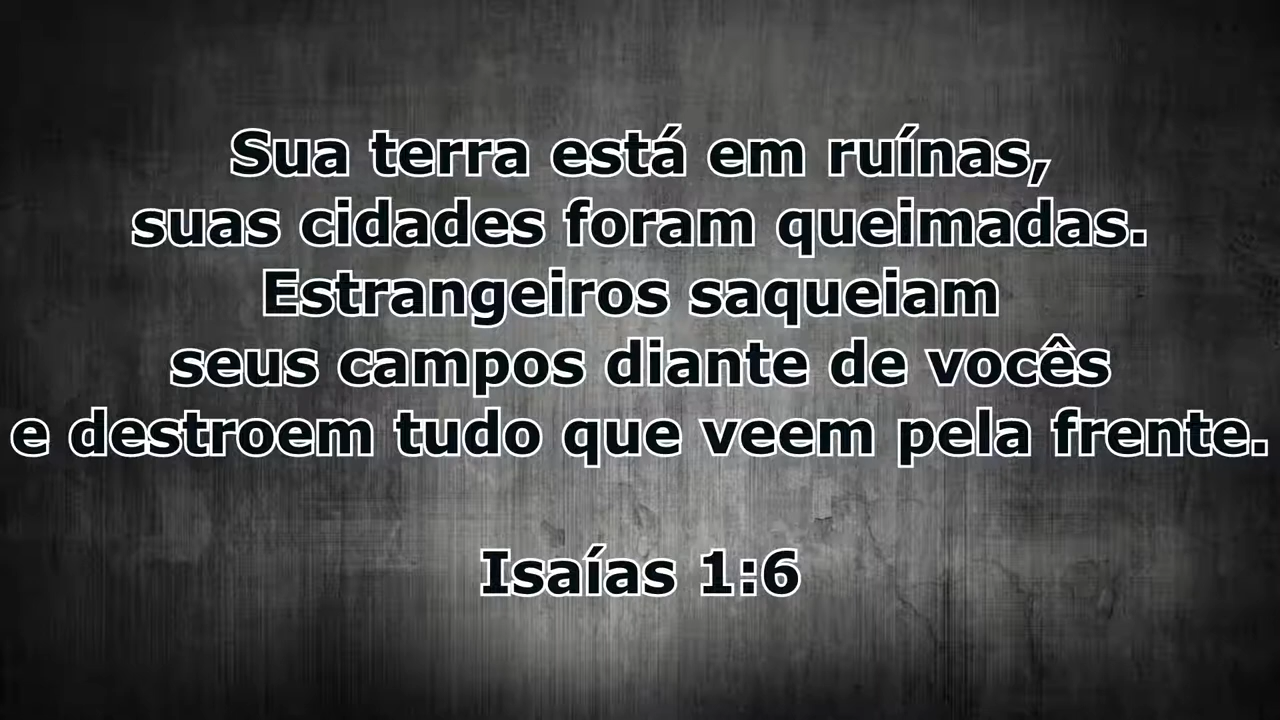 Sua terra está em ruínas,
suas cidades foram queimadas.
Estrangeiros saqueiam
seus campos diante de vocês
e destroem tudo que veem pela frente.
Isaías 1:6